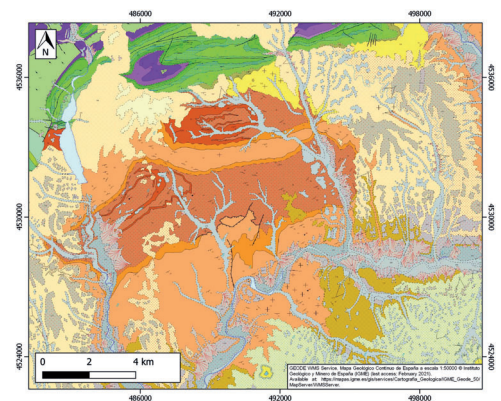 486000 492000 498000
N
4536000 4536000
4530000 4530000
4524000 4524000
0 2 4 km
GEODE WMS Service. Mapa Geológico Continuo de España a escala 1:50000 ® Instituto
Geológico y Minero de España (IGME) (last access: February 2021).
Available at: https://mapas.igme.es/gis/services/Cartografia_Geologica/IGME_Geode_50/
MapServer/WMSServer.
486000 492000 498000